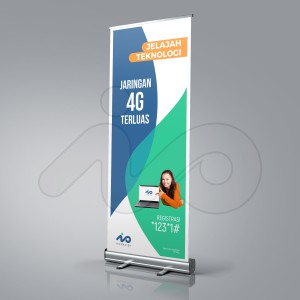 JELAJAH
TEKNOLOGI
JARINGAN
4G
TERLUAS
REGISTRASI
*123*1#